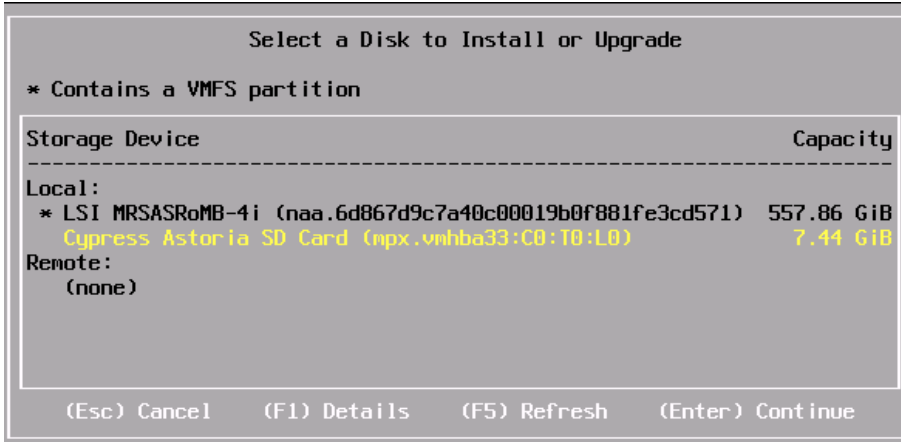 Select a Disk to Install or Upgrade
* Contains a VMFS partition
Storage Device Capacity
Local:
* LSI MRSASRoMB-4i (naa.6d867d9c7a40c00019b0f881fe3cd571) 557.86 GiB
Cypress Astoria SD Card (mpx.vmhba33:C0:T0:L0) 7.44 GiB
Remote:
(none)
(Esc) Cancel (F1) Details (F5) Refresh (Enter) Continue